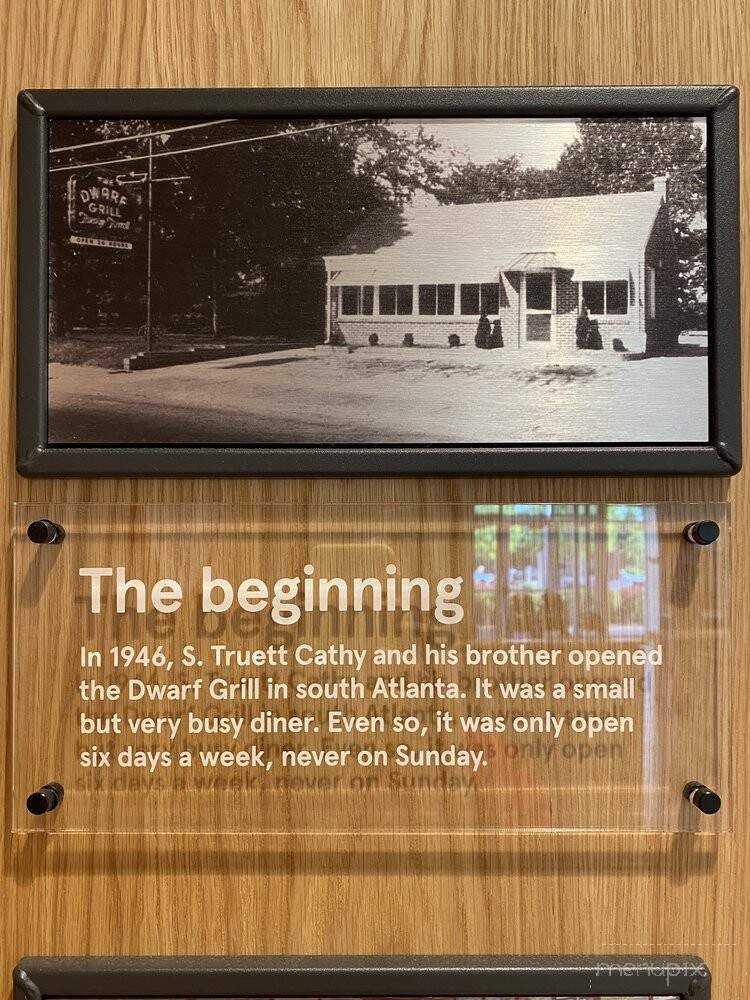 THE
DWARF
GRILL
OPEN 24 HOURS
The beginning
In 1946, S. Truett Cathy and his brother opened
the Dwarf Grill in south Atlanta. It was a small
but very busy diner. Even so, it was only open
six days a week, never on Sunday.
menupix